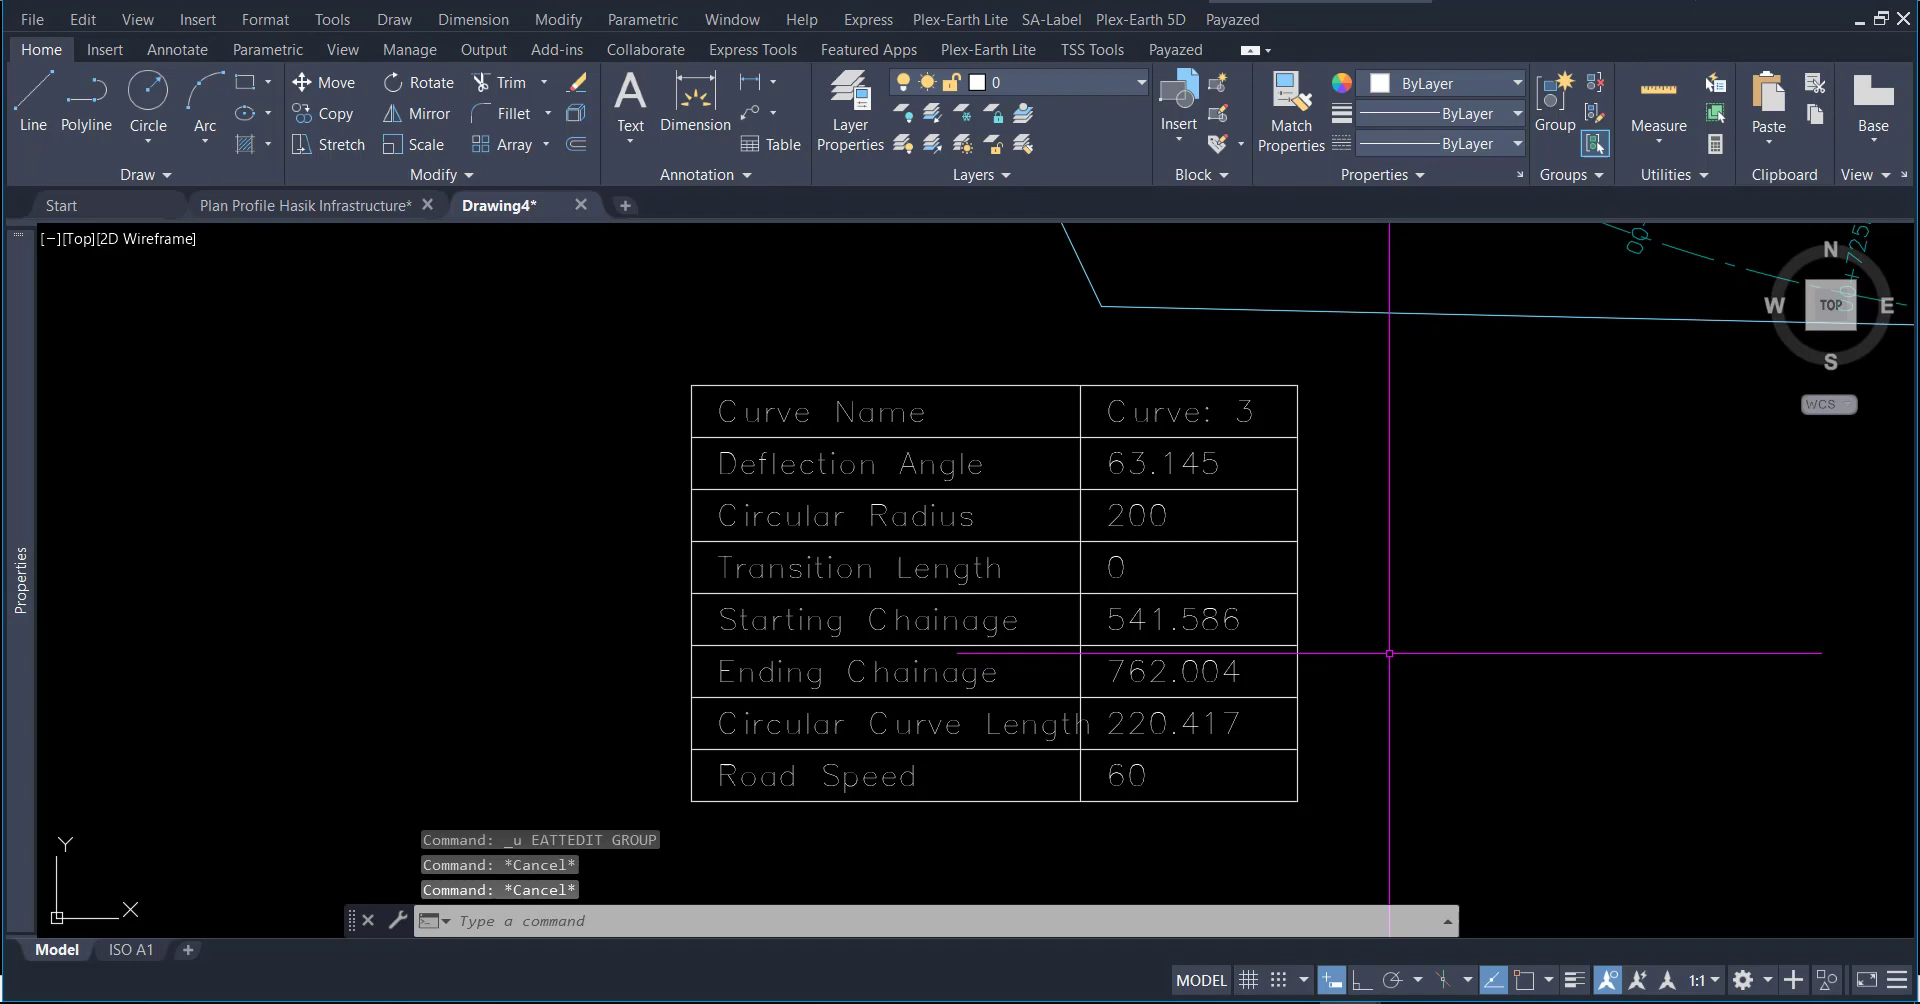 File Edit View Insert Format Tools Draw Dimension Modify Parametric Window Help Express Plex-Earth Lite SA-Label Plex-Earth 5D Payazed
Home Insert Annotate Parametric View Manage Output Add-ins Collaborate Express Tools Featured Apps Plex-Earth Lite TSS Tools Payazed
Line Polyline Circle Arc
Move Rotate Trim
Copy Mirror Fillet
Stretch Scale Array
Text Dimension Table
Layer Properties
0
Insert
Match Properties
ByLayer
ByLayer
ByLayer
Group Measure Paste Base
Draw Modify Annotation Layers Block Properties Groups Utilities Clipboard View
Start Plan Profile Hasik Infrastructure* Drawing4*
[−][Top][2D Wireframe]
Properties
00+725
N
W TOP E
S
WCS
Curve Name Curve: 3
Deflection Angle 63.145
Circular Radius 200
Transition Length 0
Starting Chainage 541.586
Ending Chainage 762.004
Circular Curve Length 220.417
Road Speed 60
Command: _u EATTEDIT GROUP
Command: *Cancel*
Command: *Cancel*
Y
X
Type a command
Model ISO A1
MODEL 1:1